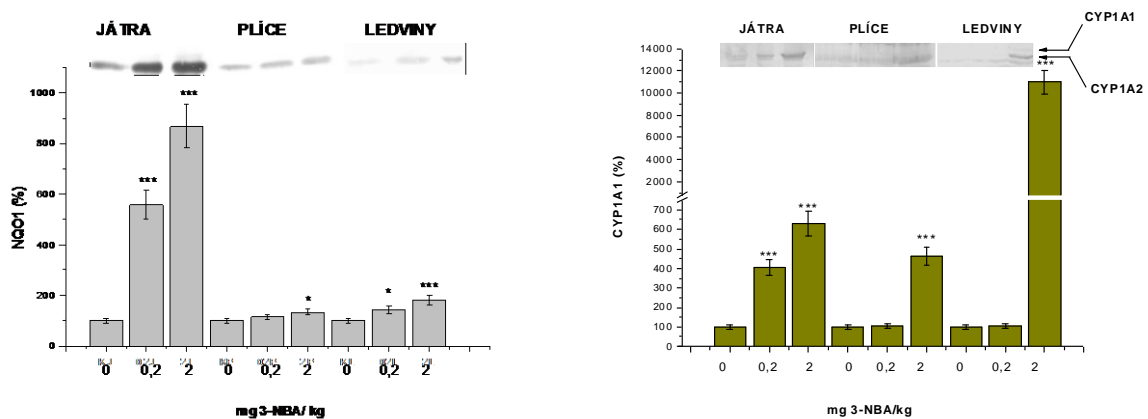 JÁTRA PLÍCE LEDVINY
1000
800
600
400
200
0
NQO1 (%)
*** *** * * ***
0 0,2 2 0 0,2 2 0 0,2 2
mg 3-NBA/ kg
JÁTRA PLÍCE LEDVINY
CYP1A1
CYP1A2
14000
12000
10000
8000
6000
4000
2000
700
600
500
400
300
200
100
0
CYP1A1 (%)
*** *** *** ***
0 0,2 2 0 0,2 2 0 0,2 2
mg 3-NBA/kg